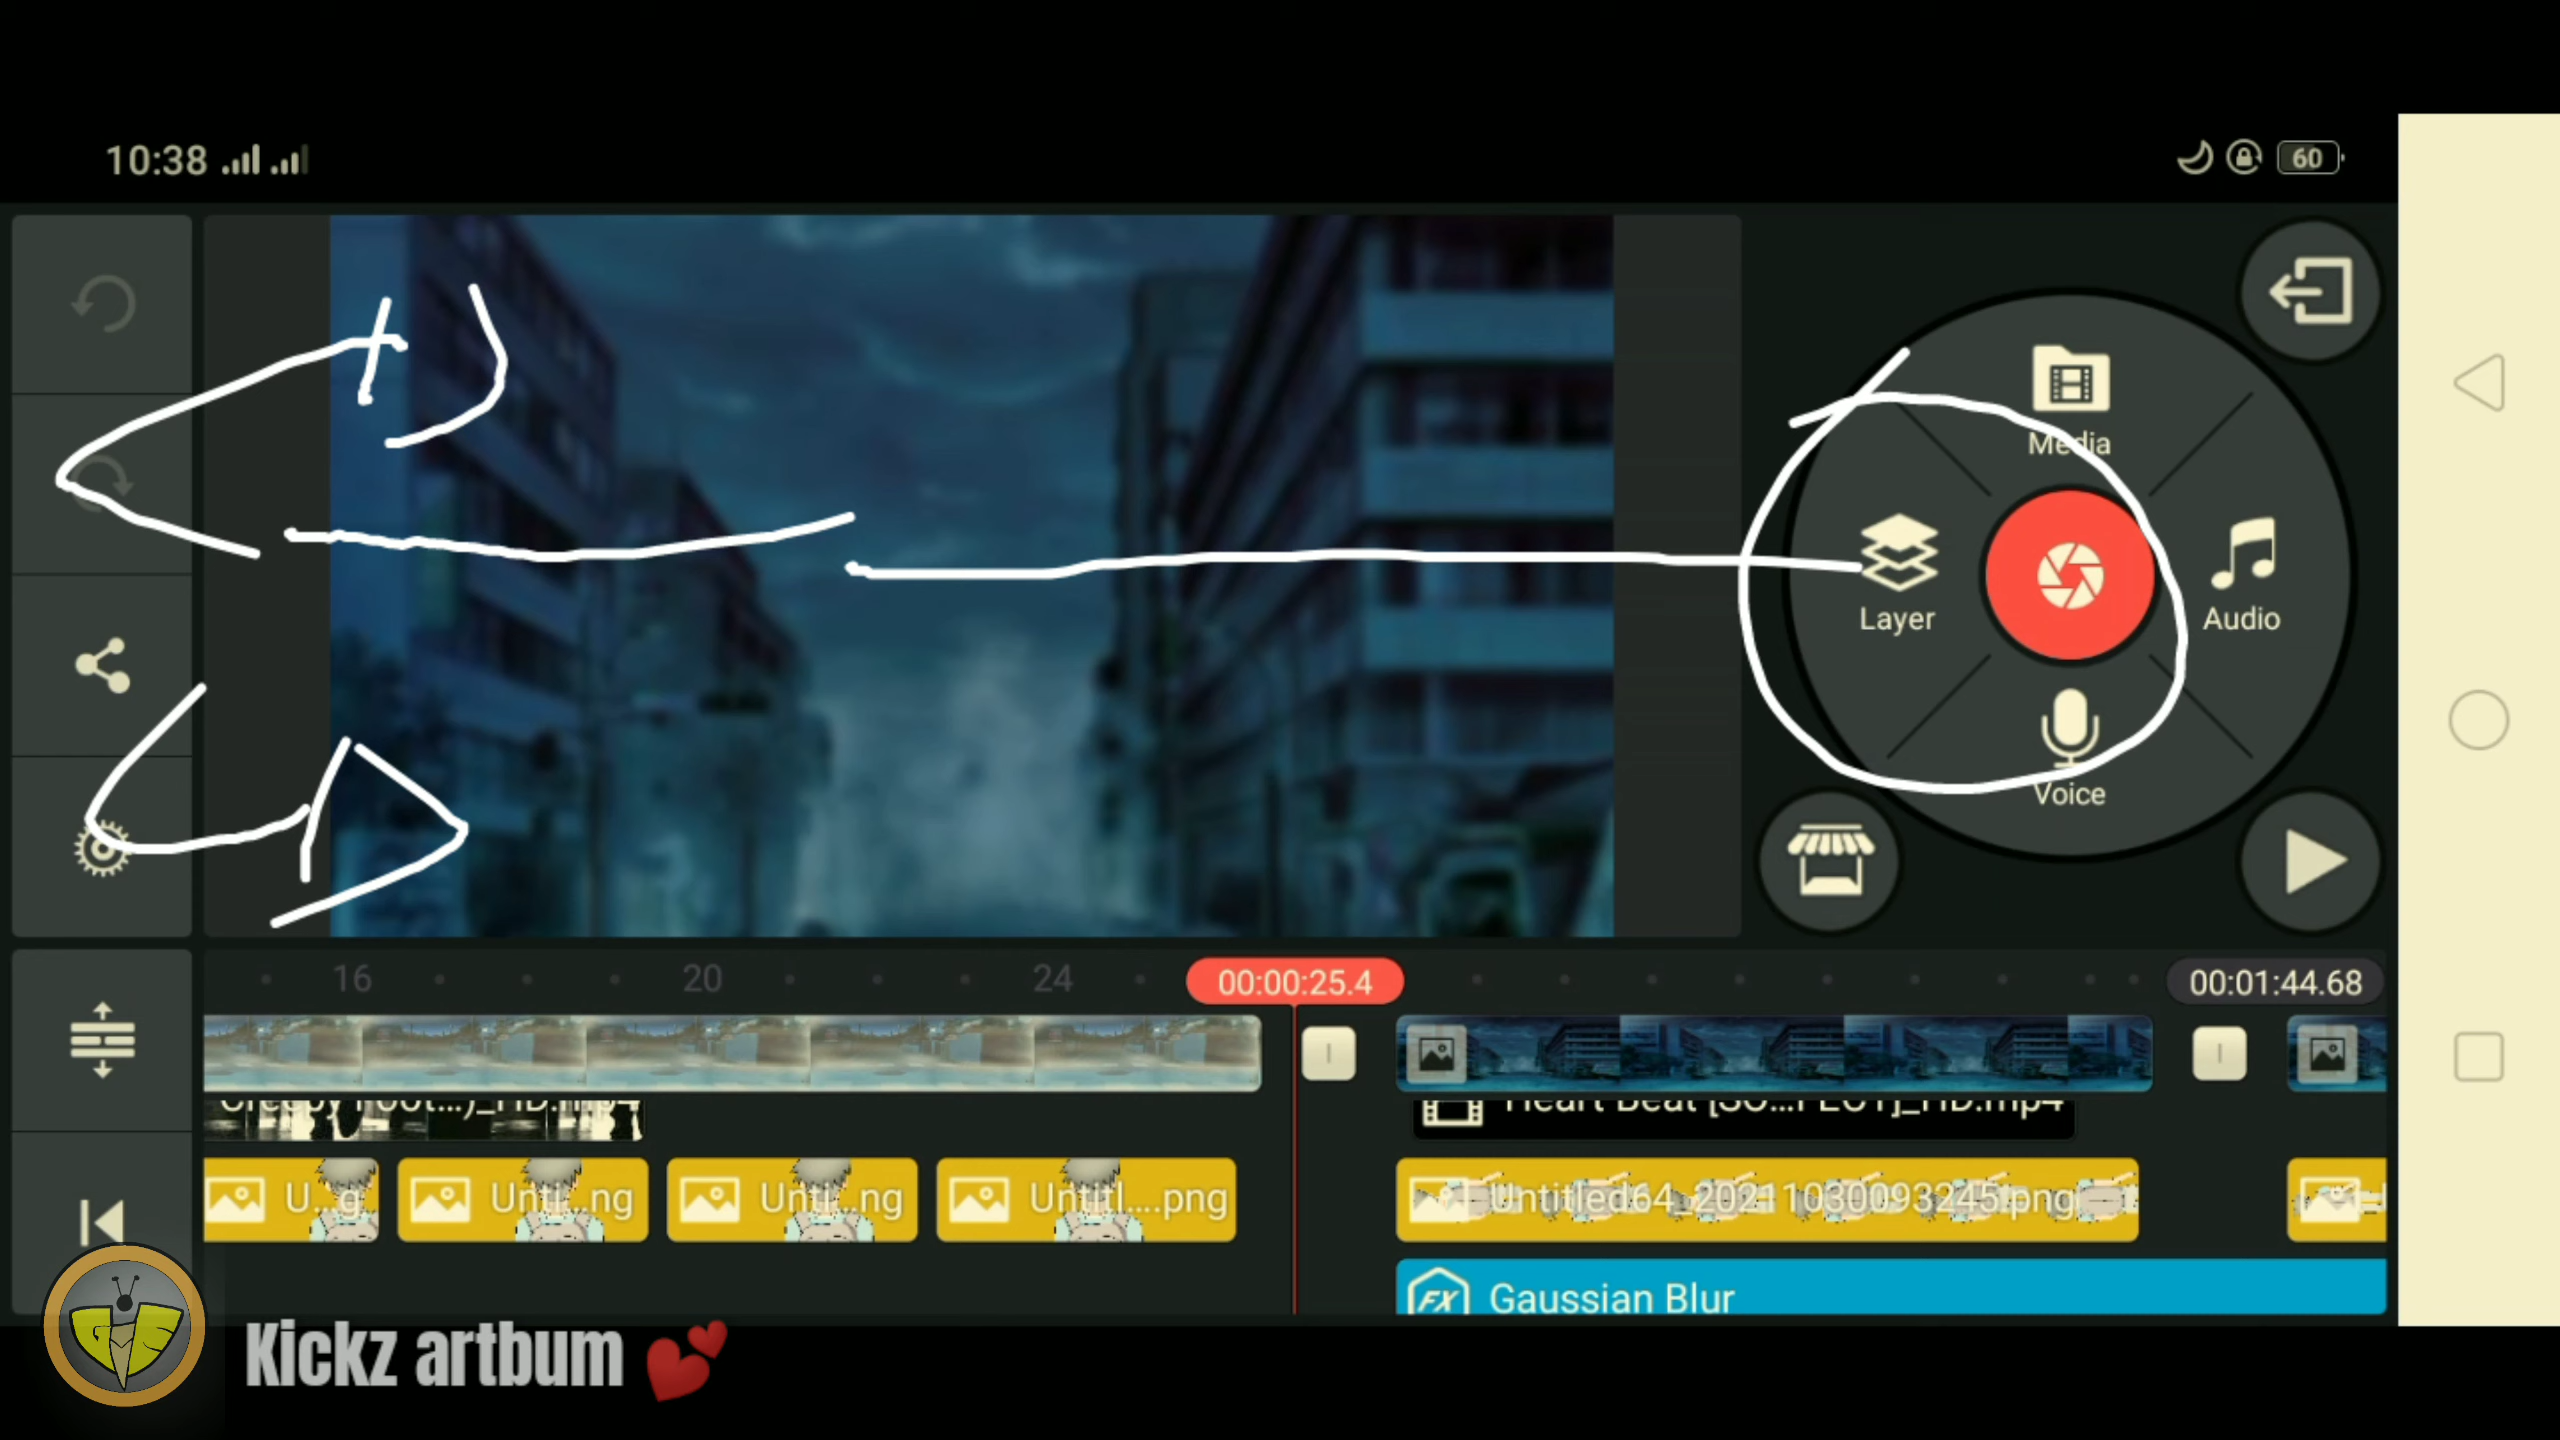 10:38
60
Media
Layer
Audio
Voice
16
20
24
00:00:25.4
00:01:44.68
U...g
Unti...ng
Unti...ng
Untitl....png
Untitled64_20211030093245.png
Gaussian Blur
Kickz artbum 💕